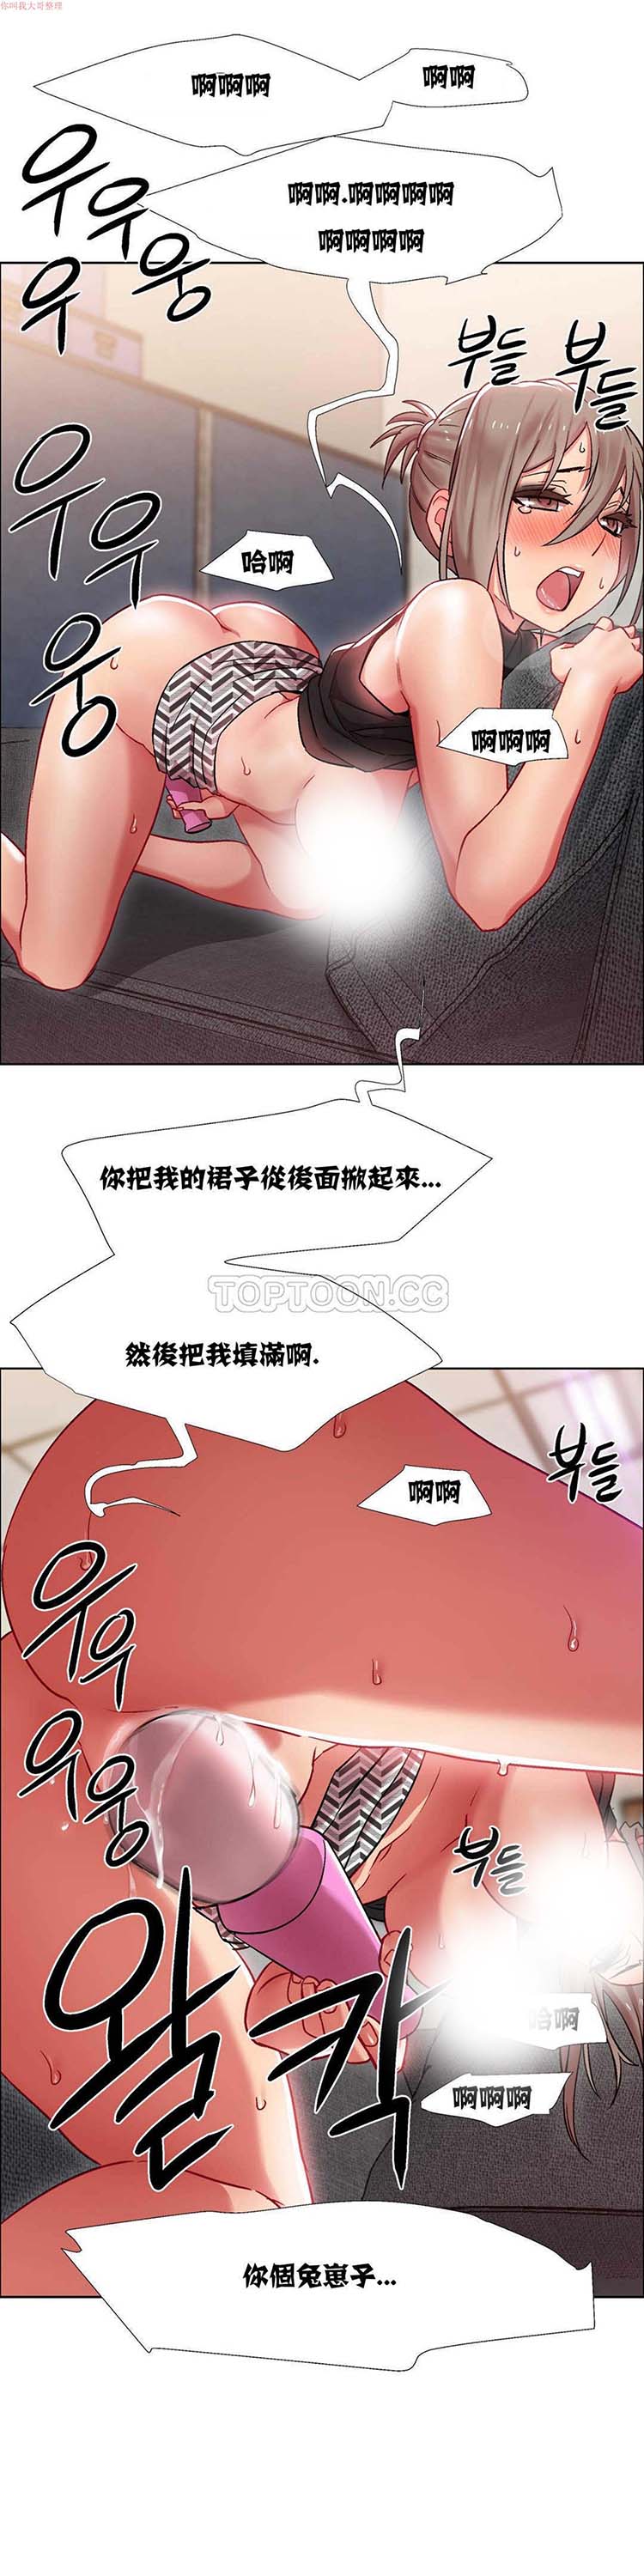 你叫我大哥整理
啊啊啊
啊啊
啊啊.啊啊啊啊
啊啊啊啊
우우웅
우
부들
부들
우우
웅
哈啊
啊啊啊
你把我的裙子從後面掀起來...
TOPTOON.CC
然後把我填滿啊.
부들
啊啊
우우
우웅
부들
왈칵
哈啊
啊啊啊
你個兔崽子...